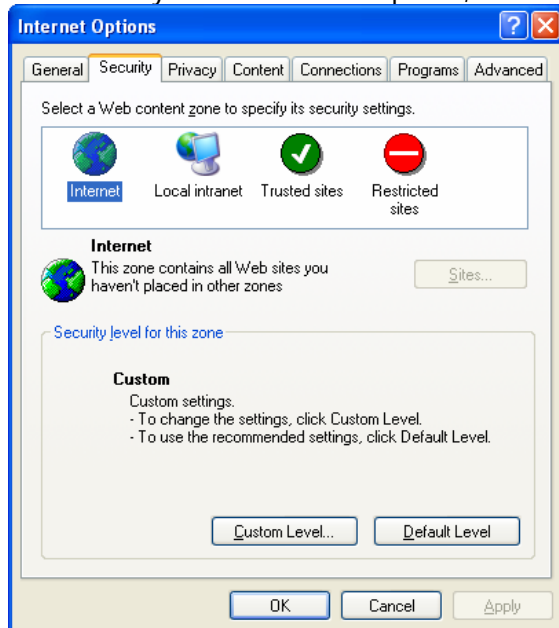 Internet Options
General Security Privacy Content Connections Programs Advanced
Select a Web content zone to specify its security settings.
Internet Local intranet Trusted sites Restricted sites
Internet
This zone contains all Web sites you
haven't placed in other zones
Sites...
Security level for this zone
Custom
Custom settings.
- To change the settings, click Custom Level.
- To use the recommended settings, click Default Level.
Custom Level... Default Level
OK Cancel Apply